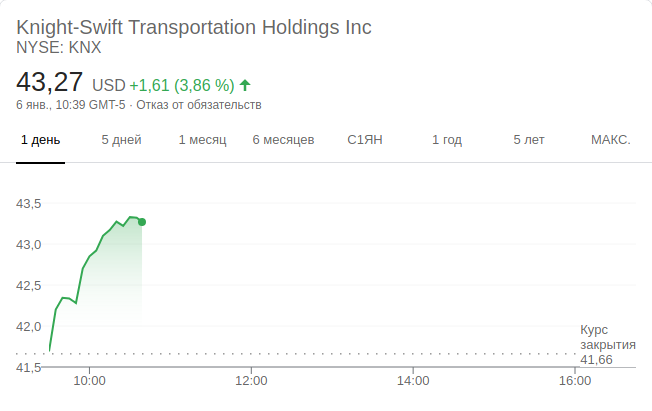 Knight-Swift Transportation Holdings Inc
NYSE: KNX
43,27 USD +1,61 (3,86 %)
6 янв., 10:39 GMT-5 · Отказ от обязательств
1 день 5 дней 1 месяц 6 месяцев С1ЯН 1 год 5 лет МАКС.
43,5
43,0
42,5
42,0
41,5
Курс
закрытия
41,66
10:00 12:00 14:00 16:00